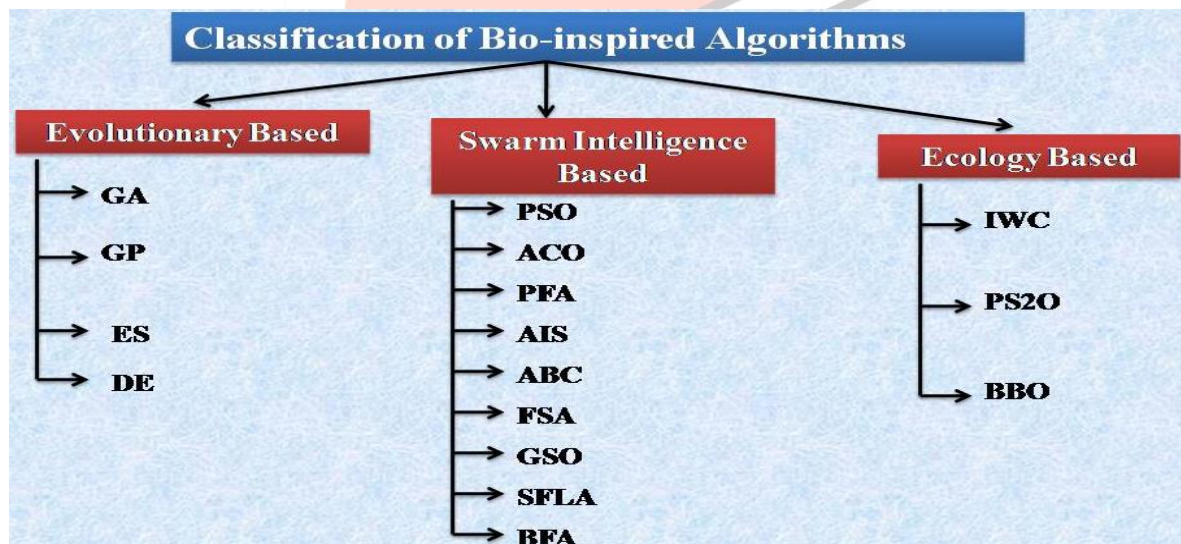 Classification of Bio-inspired Algorithms
Evolutionary Based
GA
GP
ES
DE
Swarm Intelligence
Based
PSO
ACO
PFA
AIS
ABC
FSA
GSO
SFLA
BFA
Ecology Based
IWC
PS2O
BBO